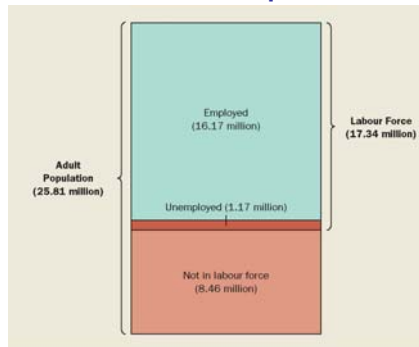 Employed
(16.17 million)
Labour Force
(17.34 million)
Adult
Population
(25.81 million)
Unemployed (1.17 million)
Not in labour force
(8.46 million)